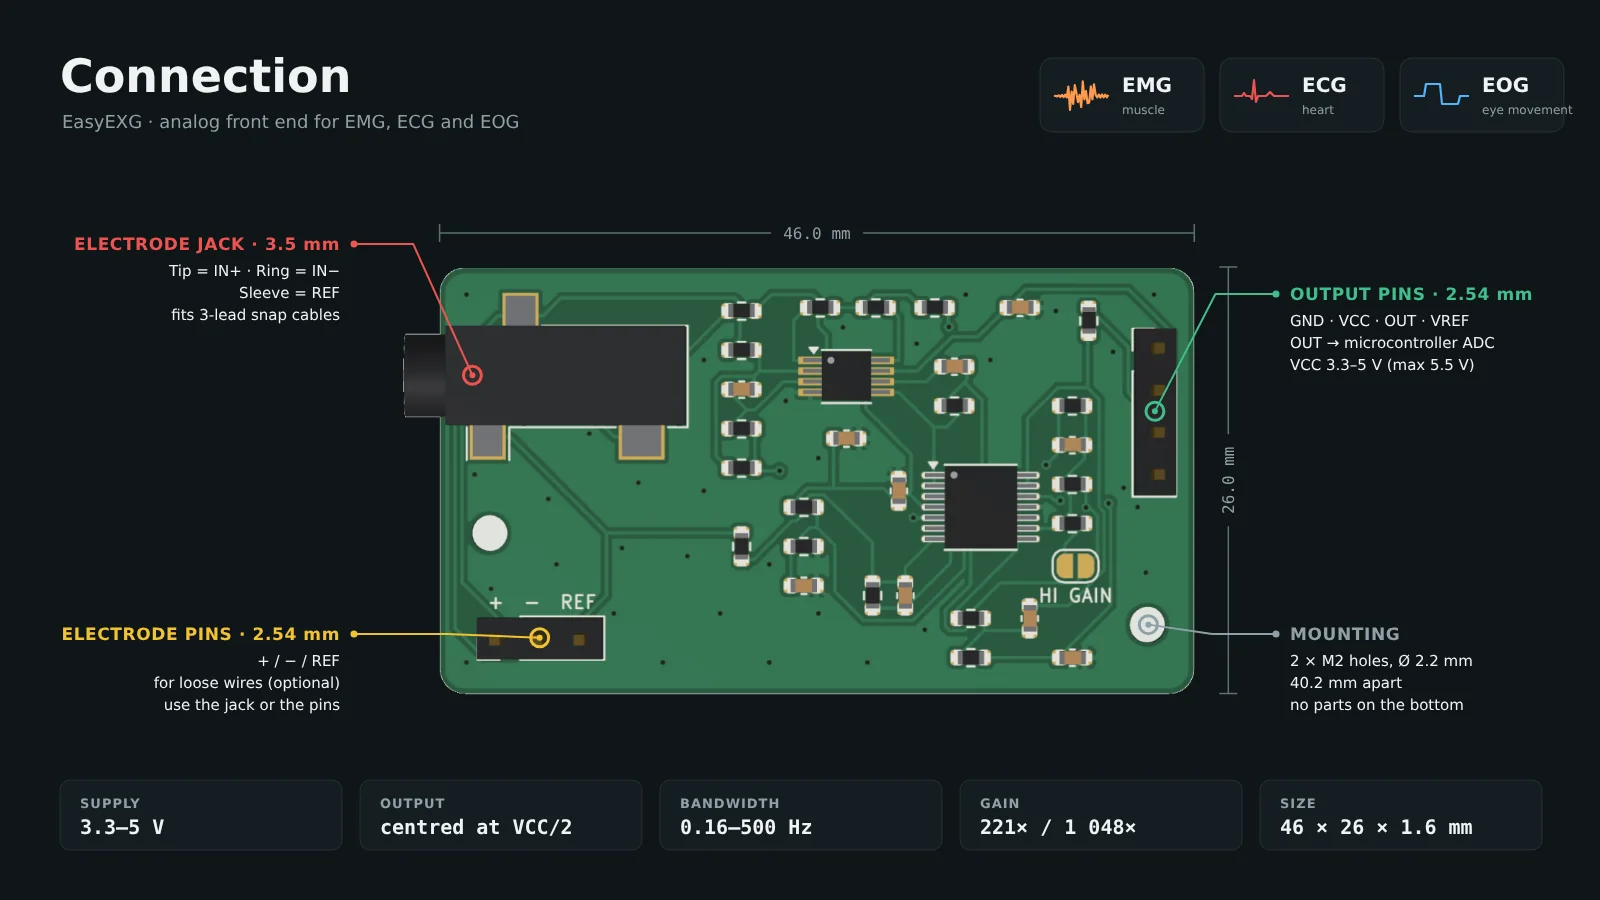 Connection
EasyEXG · analog front end for EMG, ECG and EOG
EMG
muscle
ECG
heart
EOG
eye movement
46.0 mm
26.0 mm
ELECTRODE JACK · 3.5 mm
Tip = IN+ · Ring = IN−
Sleeve = REF
fits 3-lead snap cables
OUTPUT PINS · 2.54 mm
GND · VCC · OUT · VREF
OUT → microcontroller ADC
VCC 3.3–5 V (max 5.5 V)
HI GAIN
+ − REF
ELECTRODE PINS · 2.54 mm
+ / − / REF
for loose wires (optional)
use the jack or the pins
MOUNTING
2 × M2 holes, Ø 2.2 mm
40.2 mm apart
no parts on the bottom
SUPPLY
3.3–5 V
OUTPUT
centred at VCC/2
BANDWIDTH
0.16–500 Hz
GAIN
221× / 1 048×
SIZE
46 × 26 × 1.6 mm